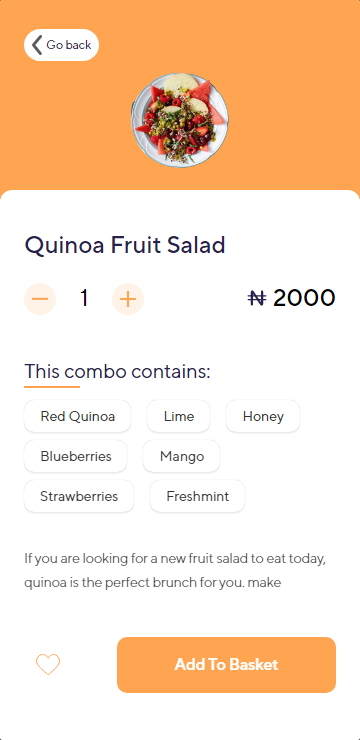 Go back
Quinoa Fruit Salad
1
₦ 2000
This combo contains:
Red Quinoa
Lime
Honey
Blueberries
Mango
Strawberries
Freshmint
If you are looking for a new fruit salad to eat today,
quinoa is the perfect brunch for you. make
Add To Basket